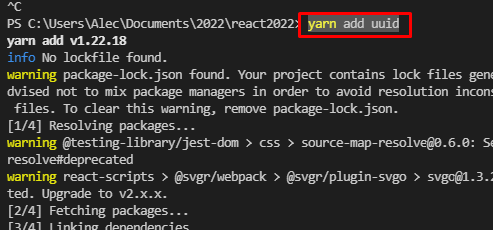 ^C
PS C:\Users\Alec\Documents\2022\react2022> yarn add uuid
yarn add v1.22.18
info No lockfile found.
warning package-lock.json found. Your project contains lock files gene
dvised not to mix package managers in order to avoid resolution incons
files. To clear this warning, remove package-lock.json.
[1/4] Resolving packages...
warning @testing-library/jest-dom > css > source-map-resolve@0.6.0: Se
resolve#deprecated
warning react-scripts > @svgr/webpack > @svgr/plugin-svgo > svgo@1.3.2
ted. Upgrade to v2.x.x.
[2/4] Fetching packages...
[3/4] Linking dependencies